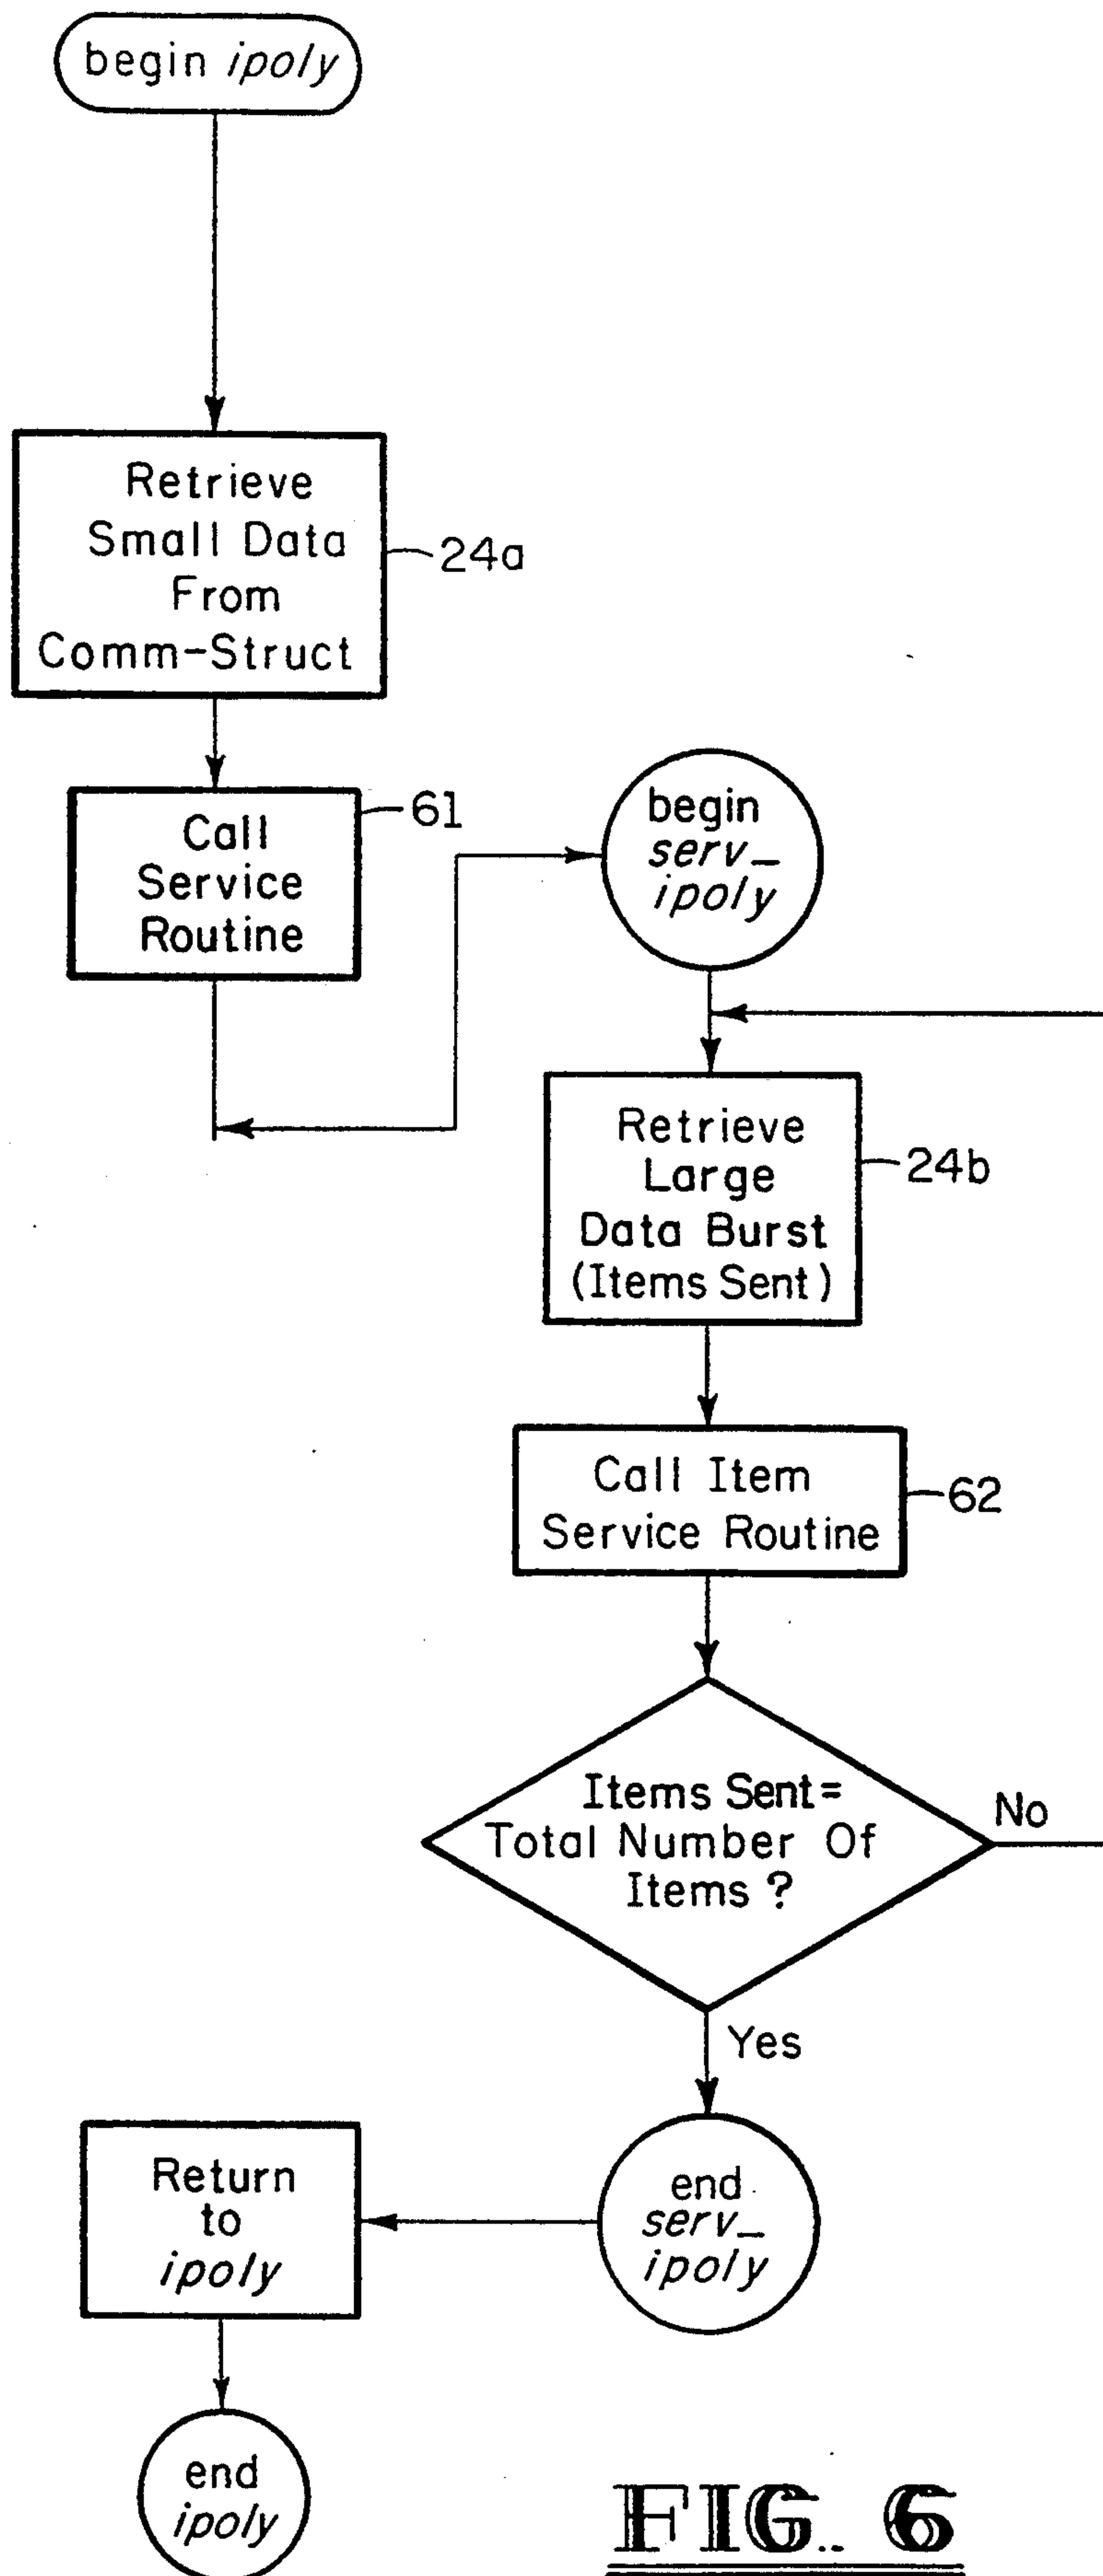 begin ipoly
Retrieve
Small Data
From
Comm-Struct
24a
Call
Service
Routine
61
begin
serv_
ipoly
Retrieve
Large
Data Burst
(Items Sent)
24b
Call Item
Service Routine
62
Items Sent=
Total Number Of
Items ?
No
Yes
end
serv_
ipoly
Return
to
ipoly
end
ipoly
FIG. 6